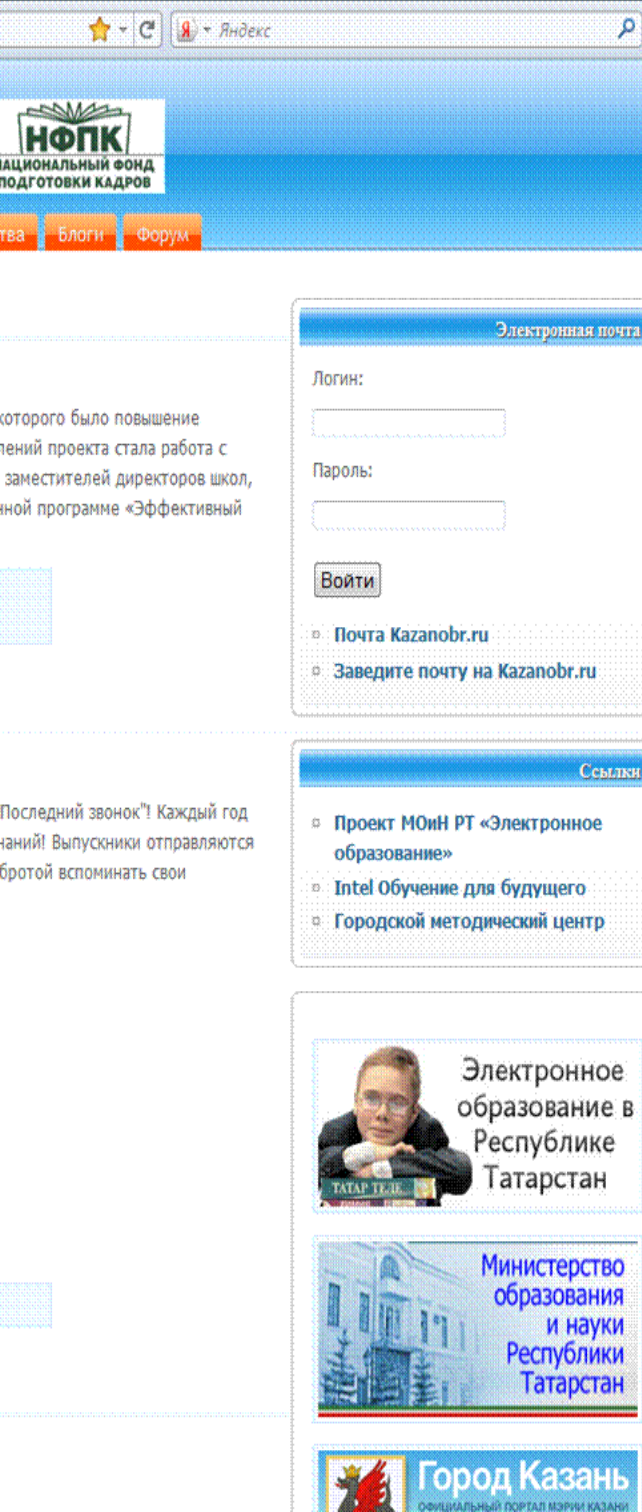 Я Яндекс
НФПК
НАЦИОНАЛЬНЫЙ ФОНД
ПОДГОТОВКИ КАДРОВ
тва Блоги Форум
Электронная почта
Логин:
Пароль:
Войти
Почта Kazanobr.ru
Заведите почту на Kazanobr.ru
которого было повышение
лений проекта стала работа с
заместителей директоров школ,
нной программе «Эффективный
Ссылки
Проект МОиН РТ «Электронное
образование»
Intel Обучение для будущего
Городской методический центр
Последний звонок"! Каждый год
наний! Выпускники отправляются
бротой вспоминать свои
Электронное
образование в
Республике
Татарстан
ТАТАР ТЕЛЕ
Министерство
образования
и науки
Республики
Татарстан
Город Казань
ОФИЦИАЛЬНЫЙ ПОРТАЛ МЭРИИ КАЗАНИ